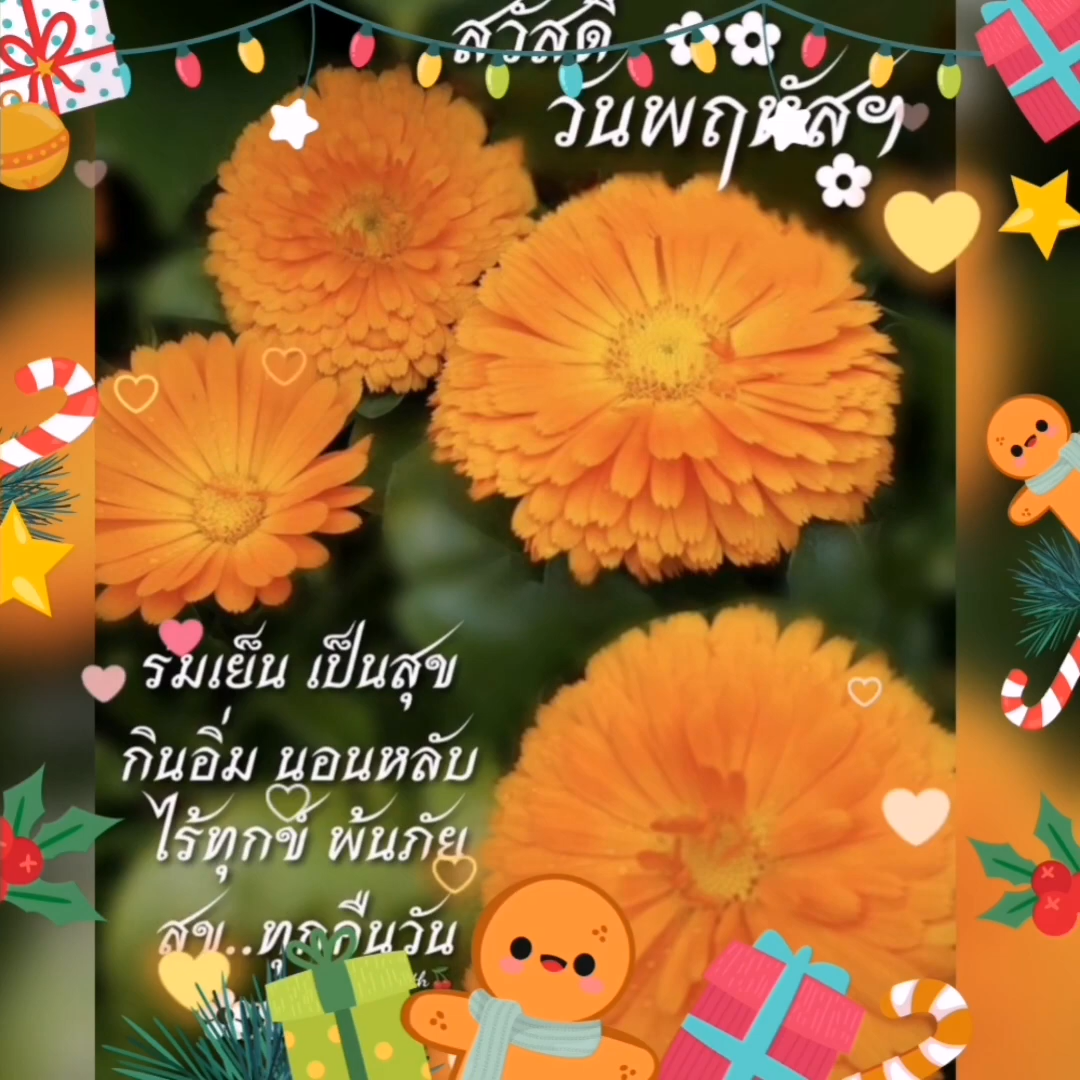 สวัสดี
วันพฤหัสฯ
ร่มเย็น เป็นสุข
กินอิ่ม นอนหลับ
ไร้ทุกข์ พ้นภัย
สุข..ทุกคืนวัน